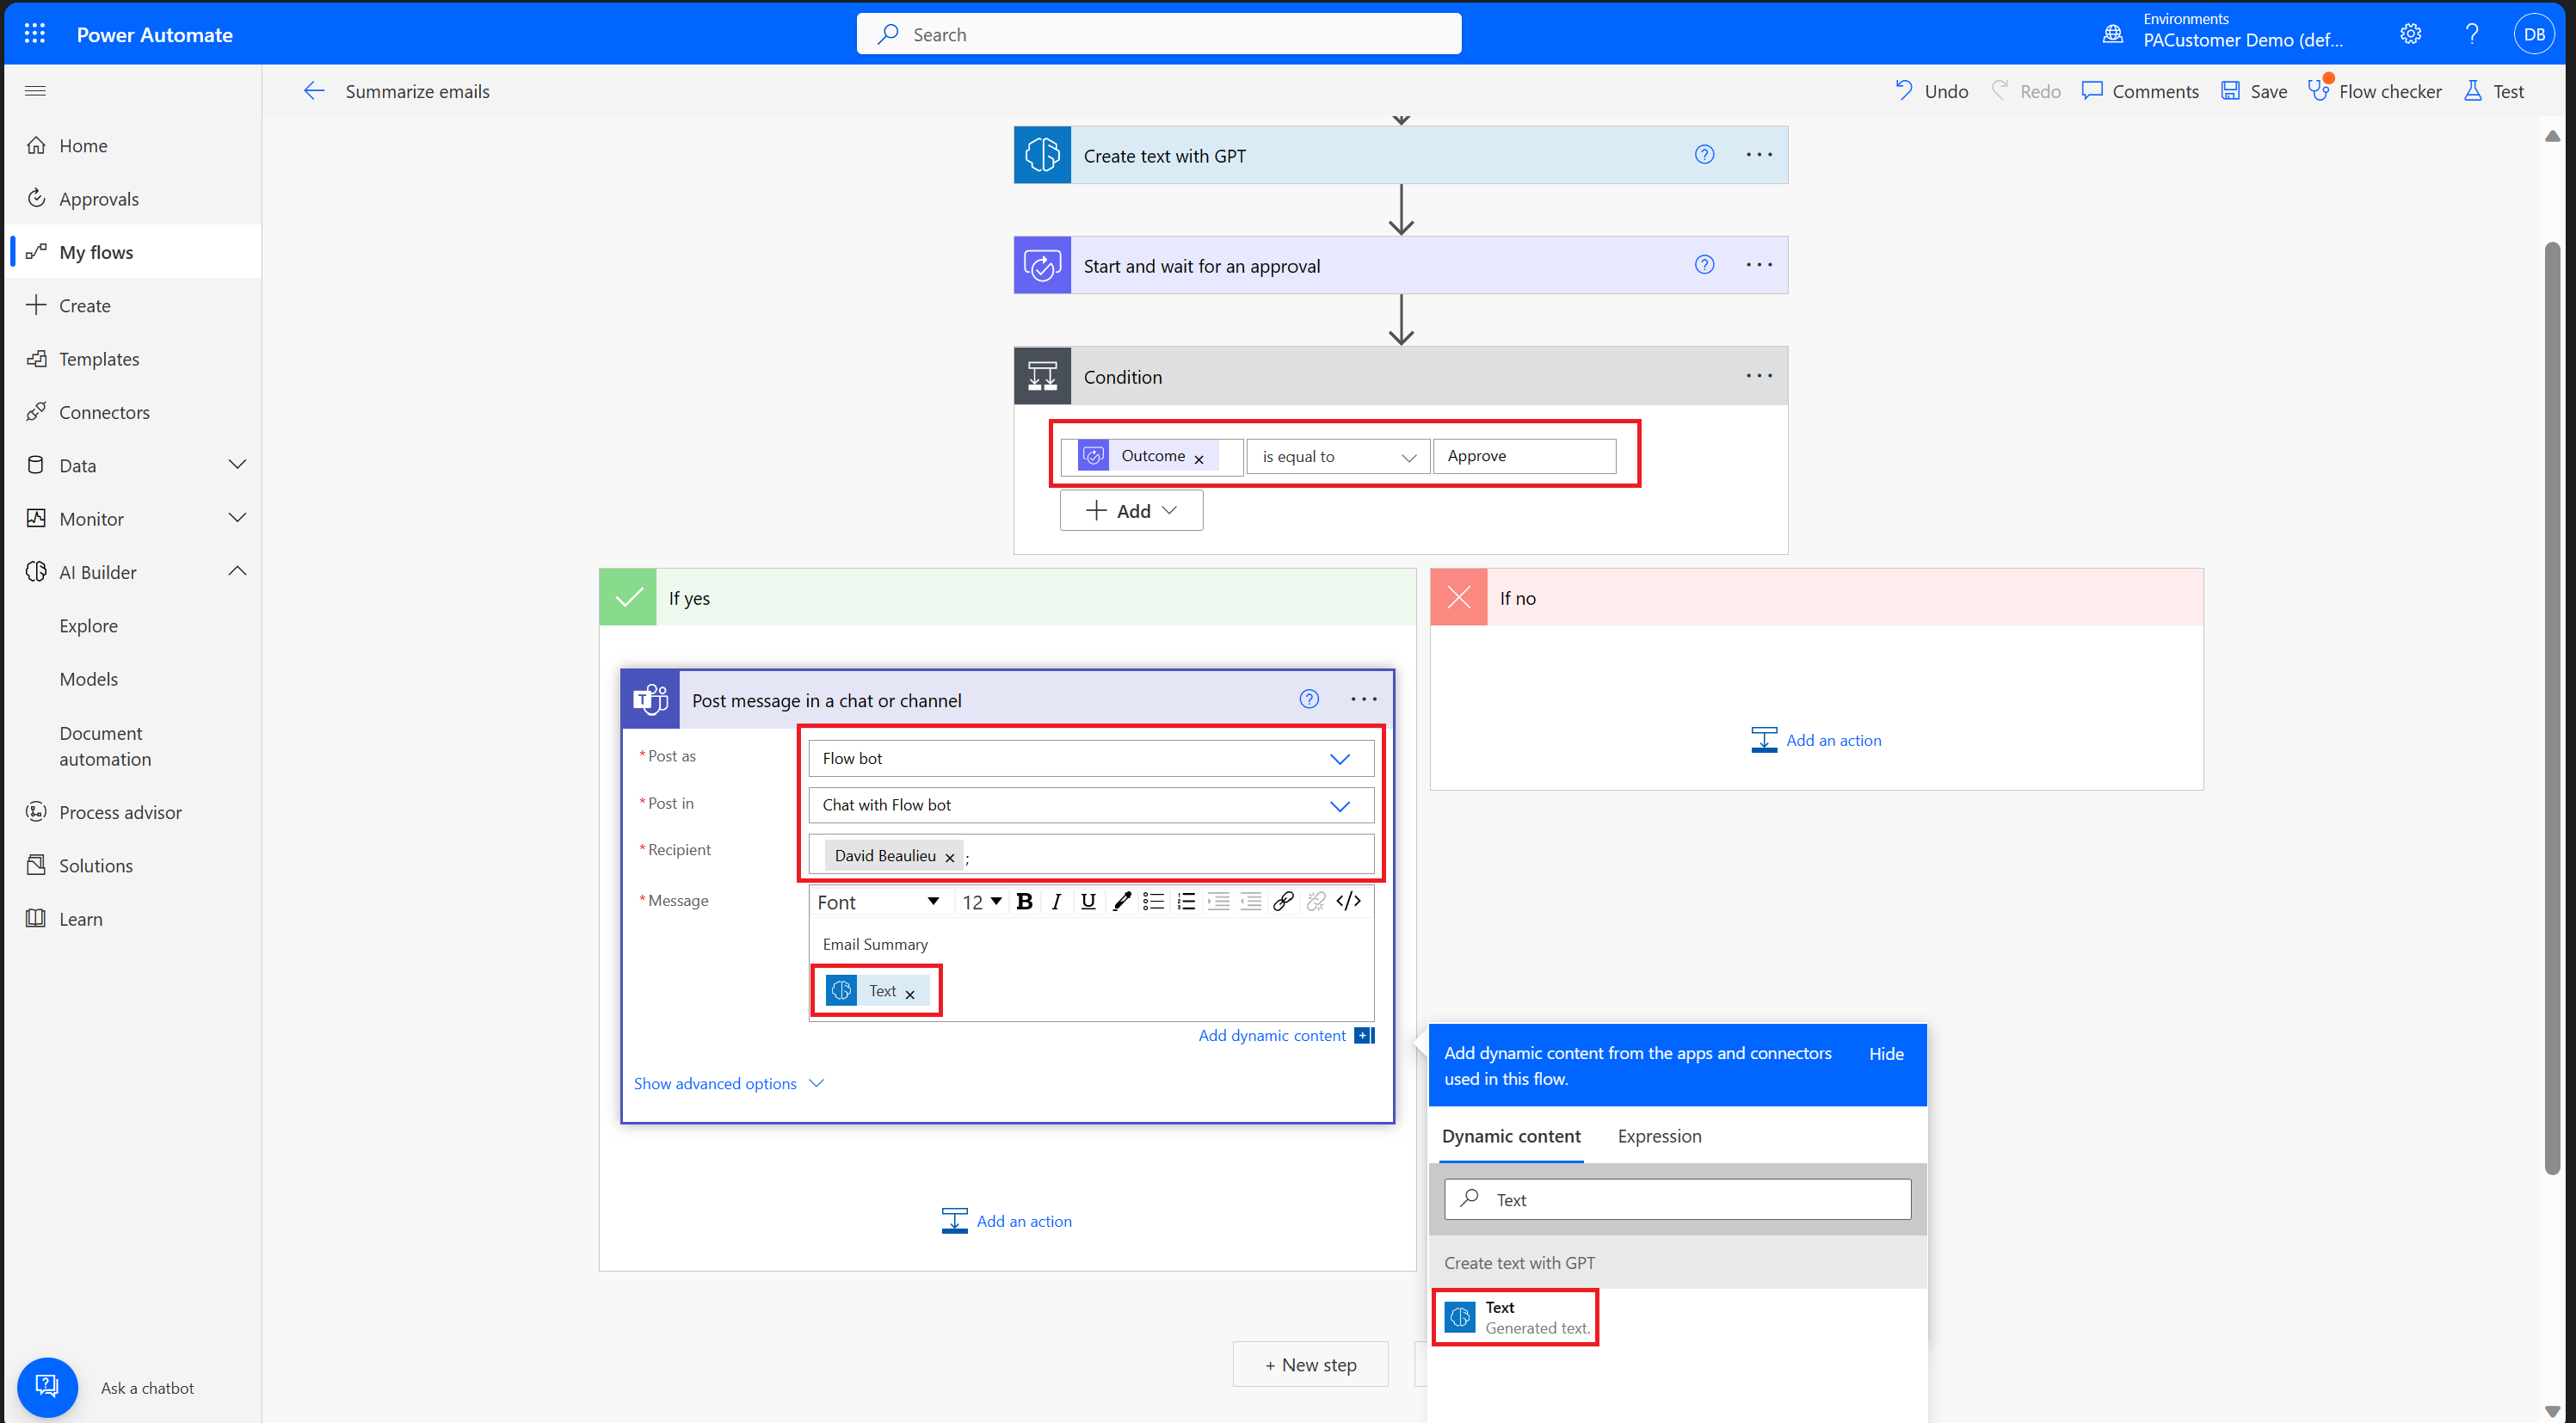 Power Automate
Search
Environments
PACustomer Demo (def...
?
DB
Summarize emails
Undo
Redo
Comments
Save
Flow checker
Test
Home
Approvals
My flows
Create
Templates
Connectors
Data
Monitor
AI Builder
Explore
Models
Document
automation
Process advisor
Solutions
Learn
Ask a chatbot
Create text with GPT
?
Start and wait for an approval
?
Condition
Outcome
is equal to
Approve
Add
If yes
If no
Post message in a chat or channel
?
* Post as
Flow bot
* Post in
Chat with Flow bot
* Recipient
David Beaulieu ;
* Message
Font 12 B I U </>
Email Summary
Text
Add dynamic content
Show advanced options
Add an action
Add an action
Add dynamic content from the apps and connectors
used in this flow.
Hide
Dynamic content
Expression
Text
Create text with GPT
Text
Generated text.
+ New step